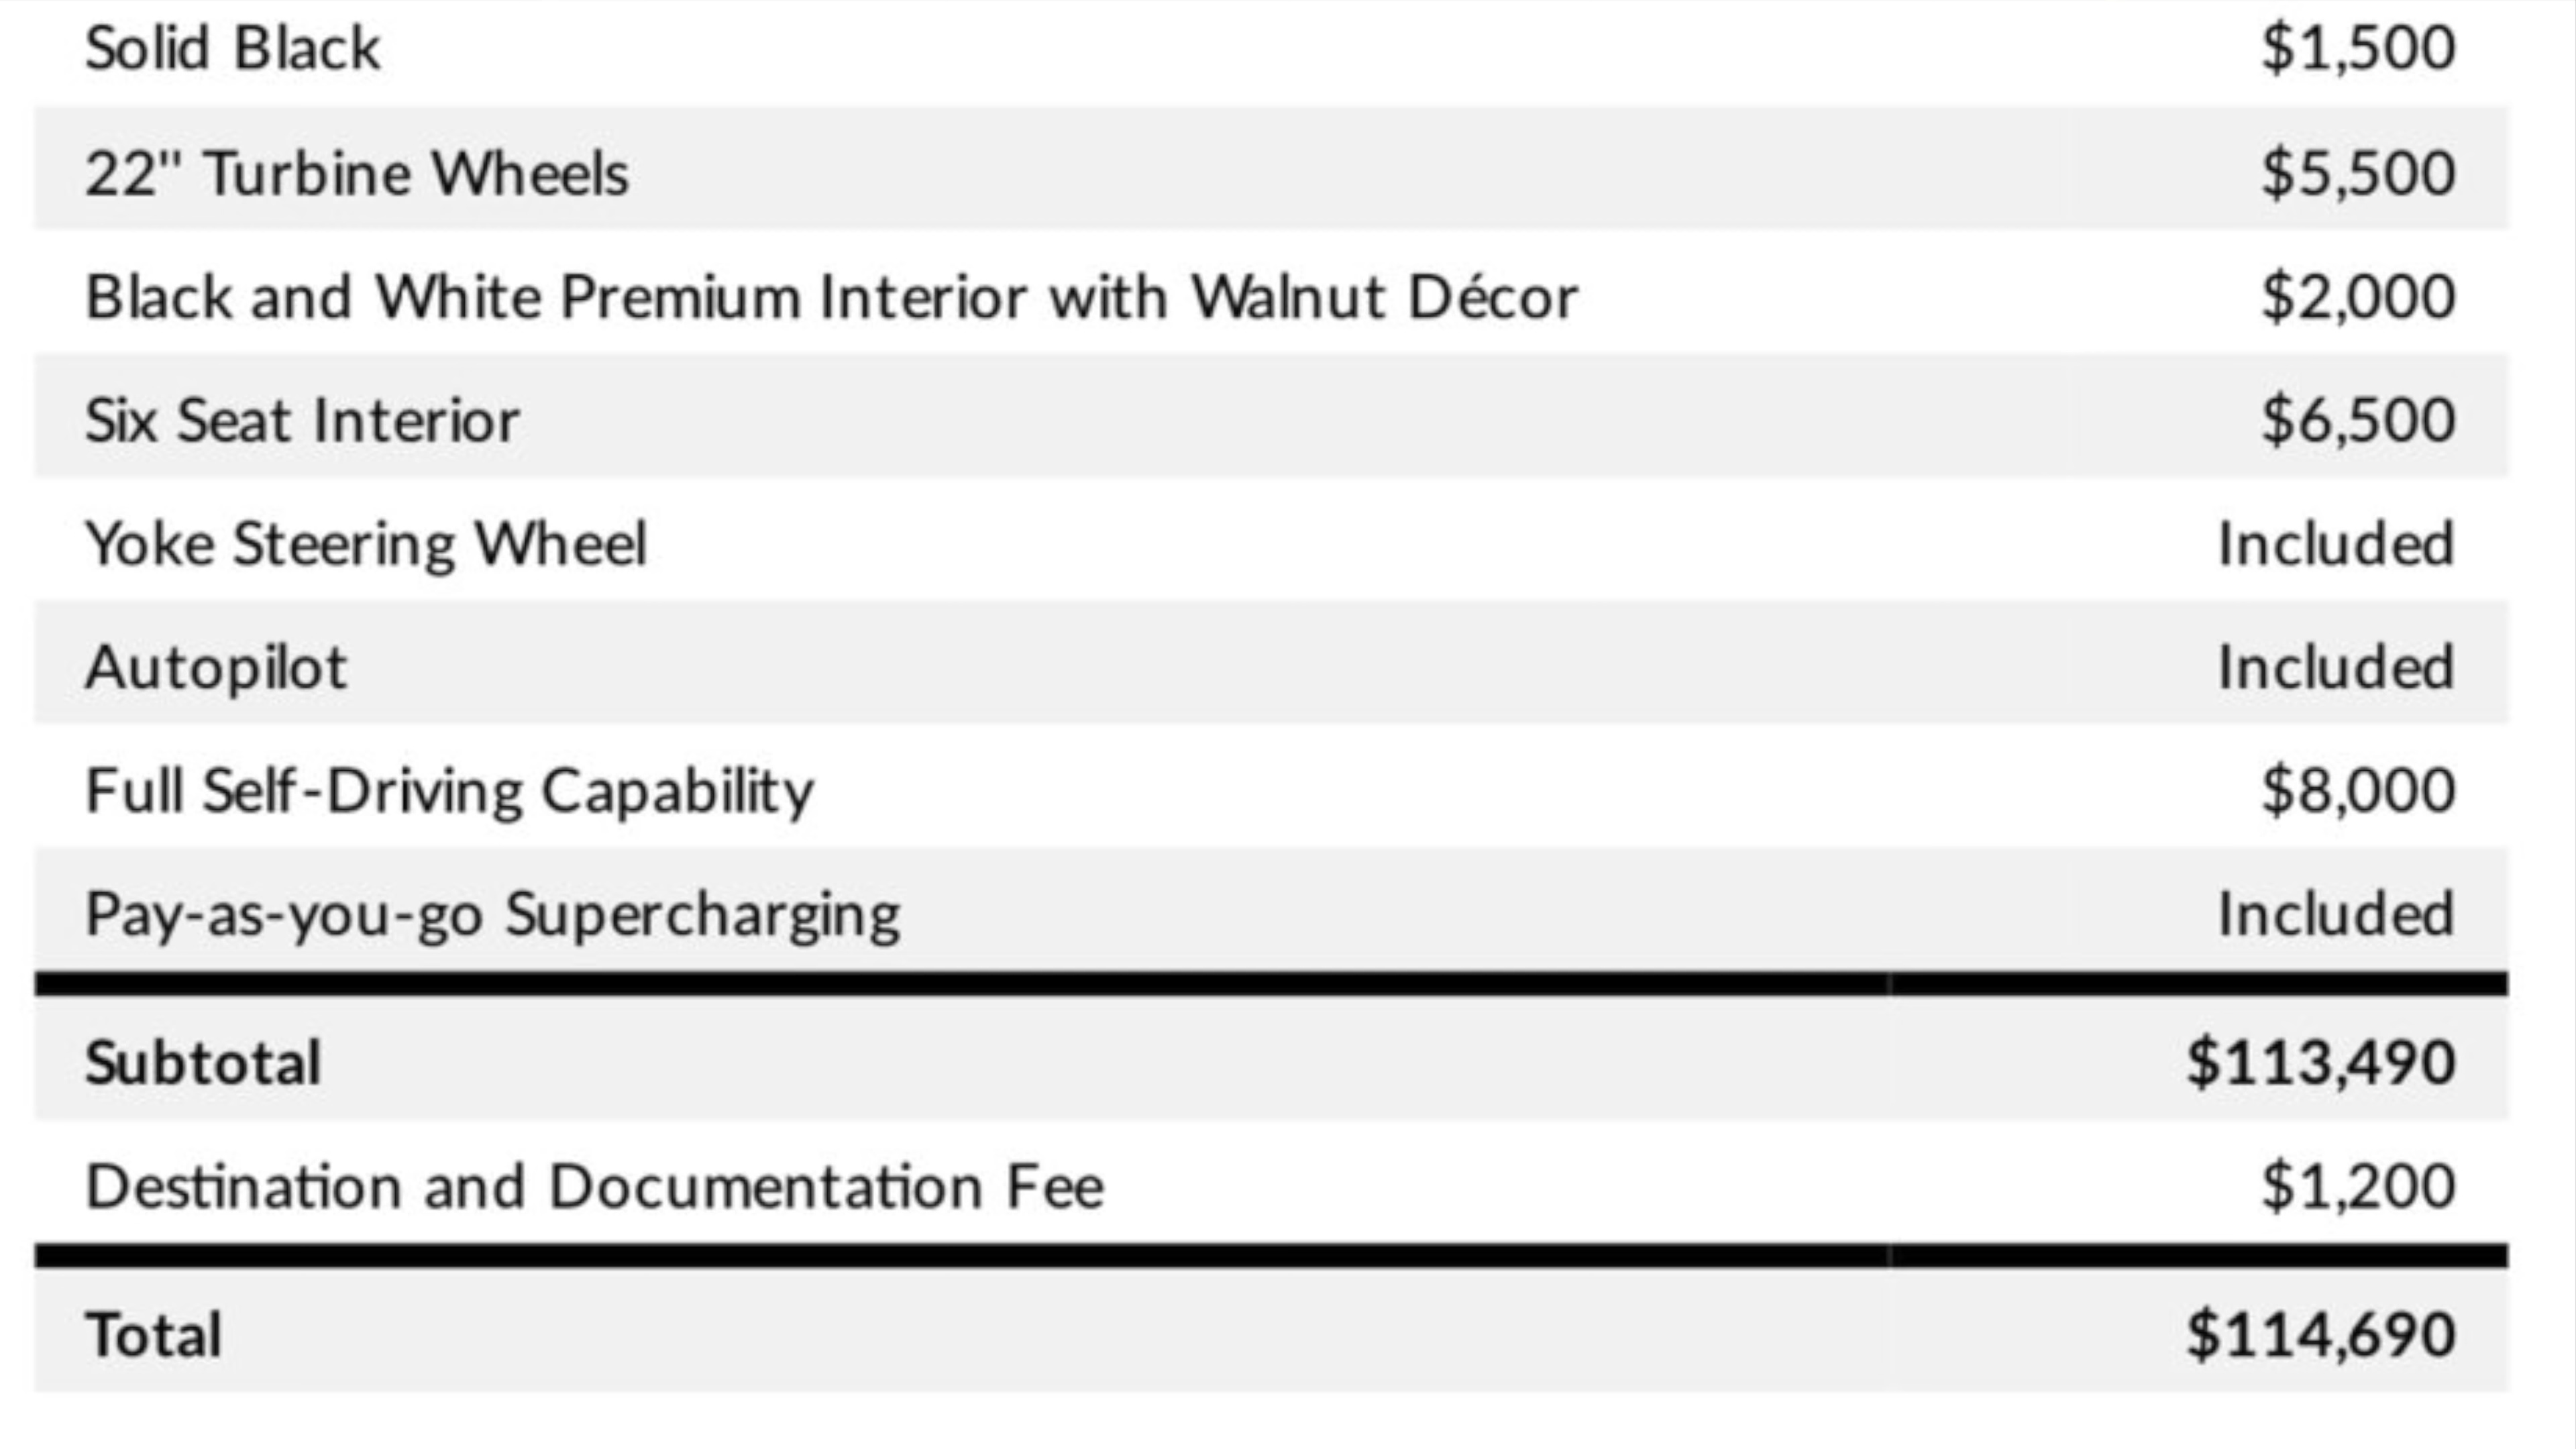 Solid Black $1,500
22" Turbine Wheels $5,500
Black and White Premium Interior with Walnut Décor $2,000
Six Seat Interior $6,500
Yoke Steering Wheel Included
Autopilot Included
Full Self-Driving Capability $8,000
Pay-as-you-go Supercharging Included
Subtotal $113,490
Destination and Documentation Fee $1,200
Total $114,690